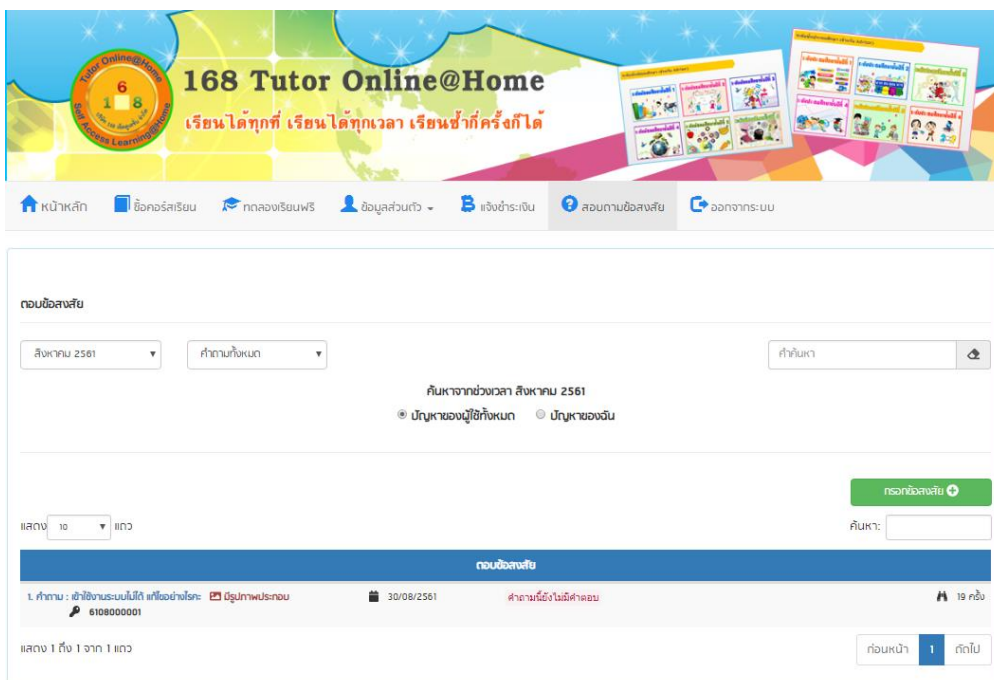 Tutor Online@Home
6
1 8
Self Access Learning@Home
168 Tutor Online@Home
เรียนได้ทุกที่ เรียนได้ทุกเวลา เรียนซ้ำกี่ครั้งก็ได้
หน้าหลัก ซื้อคอร์สเรียน ทดลองเรียนฟรี ข้อมูลส่วนตัว แจ้งชำระเงิน สอบถามข้อสงสัย ออกจากระบบ
ตอบข้อสงสัย
สิงหาคม 2561 คำถามทั้งหมด คำค้นหา
ค้นหาจากช่วงเวลา สิงหาคม 2561
ปัญหาของผู้ใช้ทั้งหมด ปัญหาของฉัน
กรอกข้อสงสัย
แสดง 10 แถว ค้นหา:
ตอบข้อสงสัย
1. คำถาม : เข้าใช้งานระบบไม่ได้ แก้ไขอย่างไรคะ มีรูปภาพประกอบ 30/08/2561 คำถามนี้ยังไม่มีคำตอบ 19 ครั้ง
6108000001
แสดง 1 ถึง 1 จาก 1 แถว ก่อนหน้า 1 ถัดไป